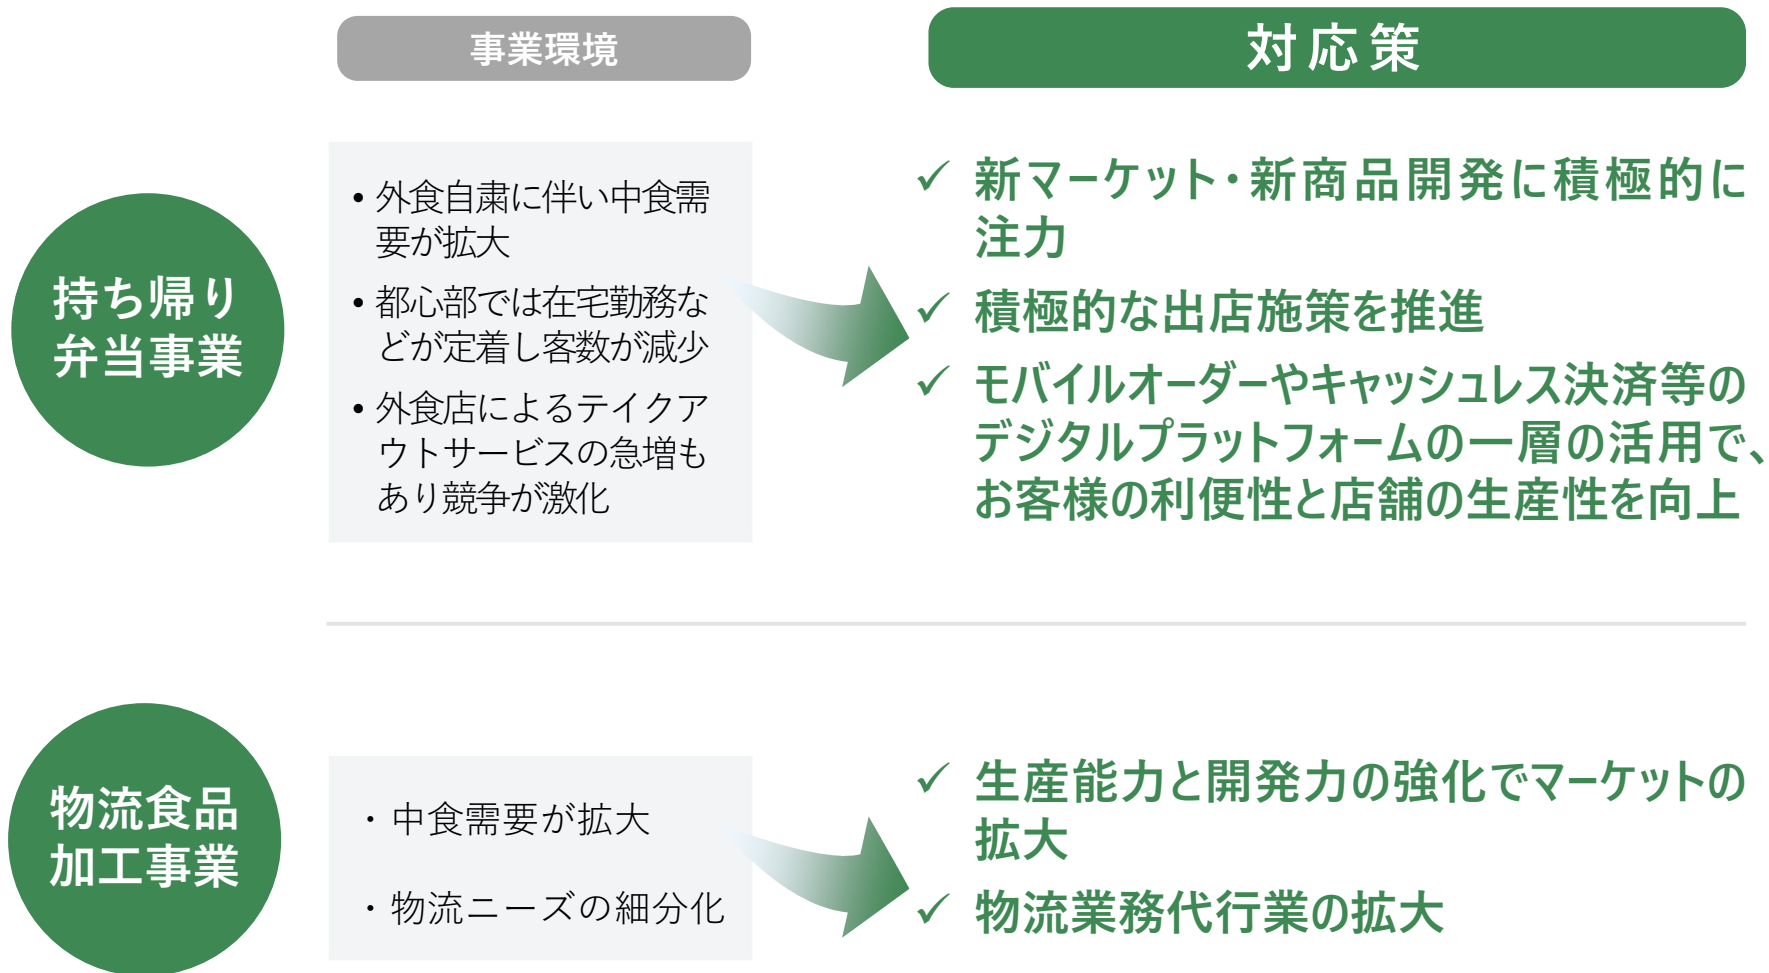 事業環境
対応策
持ち帰り
弁当事業
• 外食自粛に伴い中食需
要が拡大
• 都心部では在宅勤務な
どが定着し客数が減少
• 外食店によるテイクア
ウトサービスの急増も
あり競争が激化
✓ 新マーケット・新商品開発に積極的に
注力
✓ 積極的な出店施策を推進
✓ モバイルオーダーやキャッシュレス決済等の
デジタルプラットフォームの一層の活用で、
お客様の利便性と店舗の生産性を向上
物流食品
加工事業
・中食需要が拡大
・物流ニーズの細分化
✓ 生産能力と開発力の強化でマーケットの
拡大
✓ 物流業務代行業の拡大